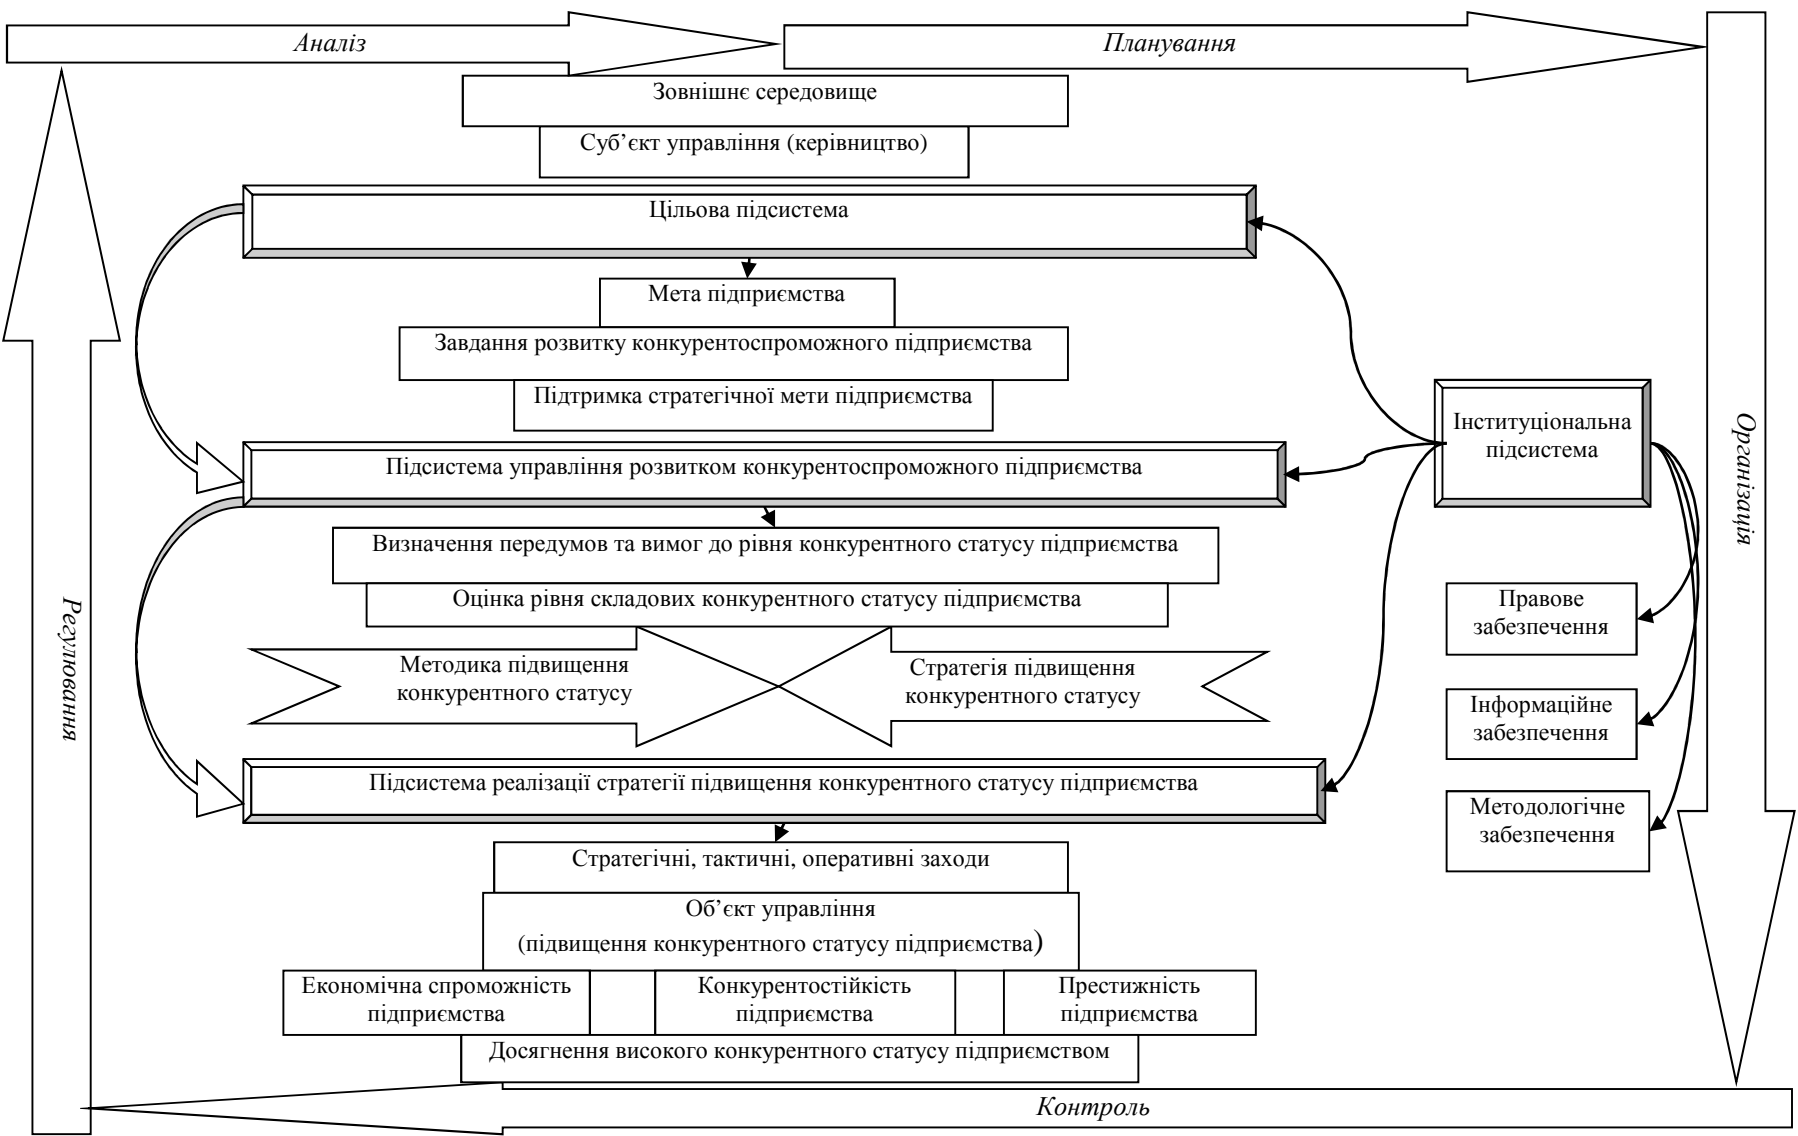 Аналіз
Планування
Зовнішнє середовище
Суб’єкт управління (керівництво)
Цільова підсистема
Мета підприємства
Завдання розвитку конкурентоспроможного підприємства
Підтримка стратегічної мети підприємства
Інституціональна
підсистема
Організація
Підсистема управління розвитком конкурентоспроможного підприємства
Визначення передумов та вимог до рівня конкурентного статусу підприємства
Оцінка рівня складових конкурентного статусу підприємства
Правове
забезпечення
Регулювання
Методика підвищення
конкурентного статусу
Стратегія підвищення
конкурентного статусу
Інформаційне
забезпечення
Підсистема реалізації стратегії підвищення конкурентного статусу підприємства
Методологічне
забезпечення
Стратегічні, тактичні, оперативні заходи
Об’єкт управління
(підвищення конкурентного статусу підприємства)
Економічна спроможність
підприємства
Конкурентостійкість
підприємства
Престижність
підприємства
Досягнення високого конкурентного статусу підприємством
Контроль